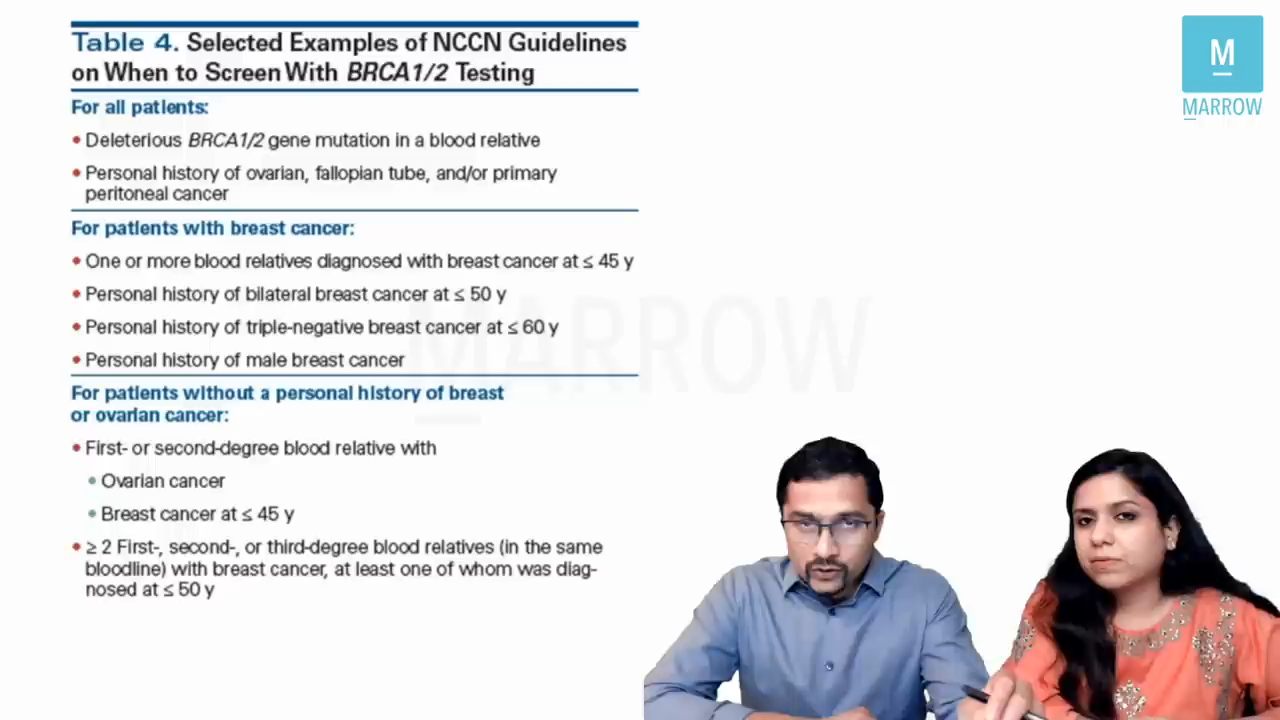 Table 4. Selected Examples of NCCN Guidelines
on When to Screen With BRCA1/2 Testing
For all patients:
• Deleterious BRCA1/2 gene mutation in a blood relative
• Personal history of ovarian, fallopian tube, and/or primary
peritoneal cancer
For patients with breast cancer:
• One or more blood relatives diagnosed with breast cancer at ≤ 45 y
• Personal history of bilateral breast cancer at ≤ 50 y
• Personal history of triple-negative breast cancer at ≤ 60 y
• Personal history of male breast cancer
For patients without a personal history of breast
or ovarian cancer:
• First- or second-degree blood relative with
• Ovarian cancer
• Breast cancer at ≤ 45 y
• ≥ 2 First-, second-, or third-degree blood relatives (in the same
bloodline) with breast cancer, at least one of whom was diag-
nosed at ≤ 50 y
M
MARROW
MARROW